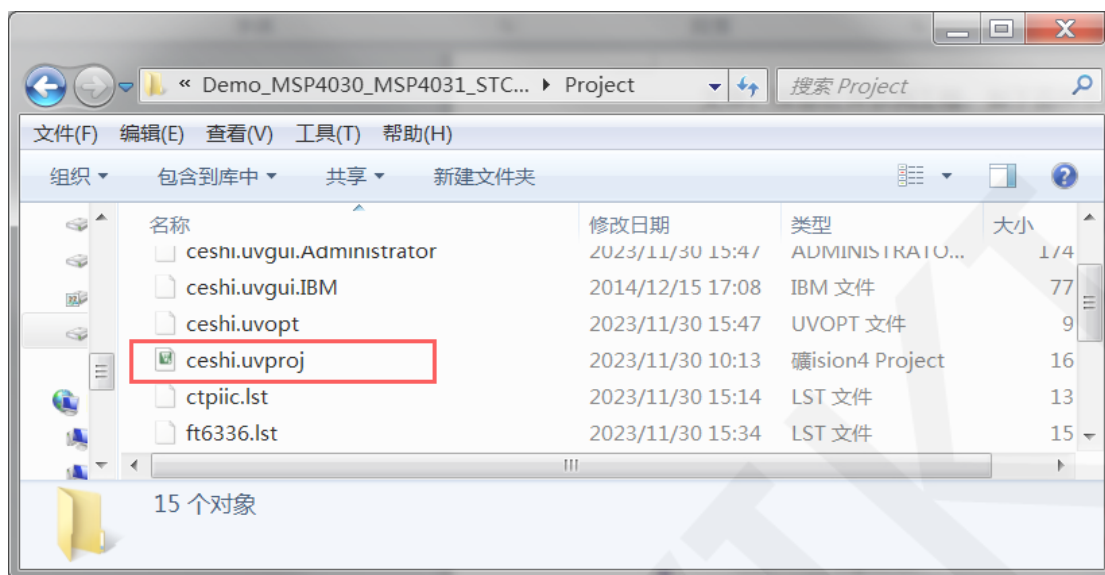 « Demo_MSP4030_MSP4031_STC... Project 搜索 Project
文件(F) 编辑(E) 查看(V) 工具(T) 帮助(H)
组织 包含到库中 共享 新建文件夹
名称 修改日期 类型 大小
ceshi.uvgui.Administrator 2023/11/30 15:47 ADMINISTRATO... 174
ceshi.uvgui.IBM 2014/12/15 17:08 IBM 文件 77
ceshi.uvopt 2023/11/30 15:47 UVOPT 文件 9
ceshi.uvproj 2023/11/30 10:13 礦ision4 Project 16
ctpiic.lst 2023/11/30 15:14 LST 文件 13
ft6336.lst 2023/11/30 15:34 LST 文件 15
15 个对象